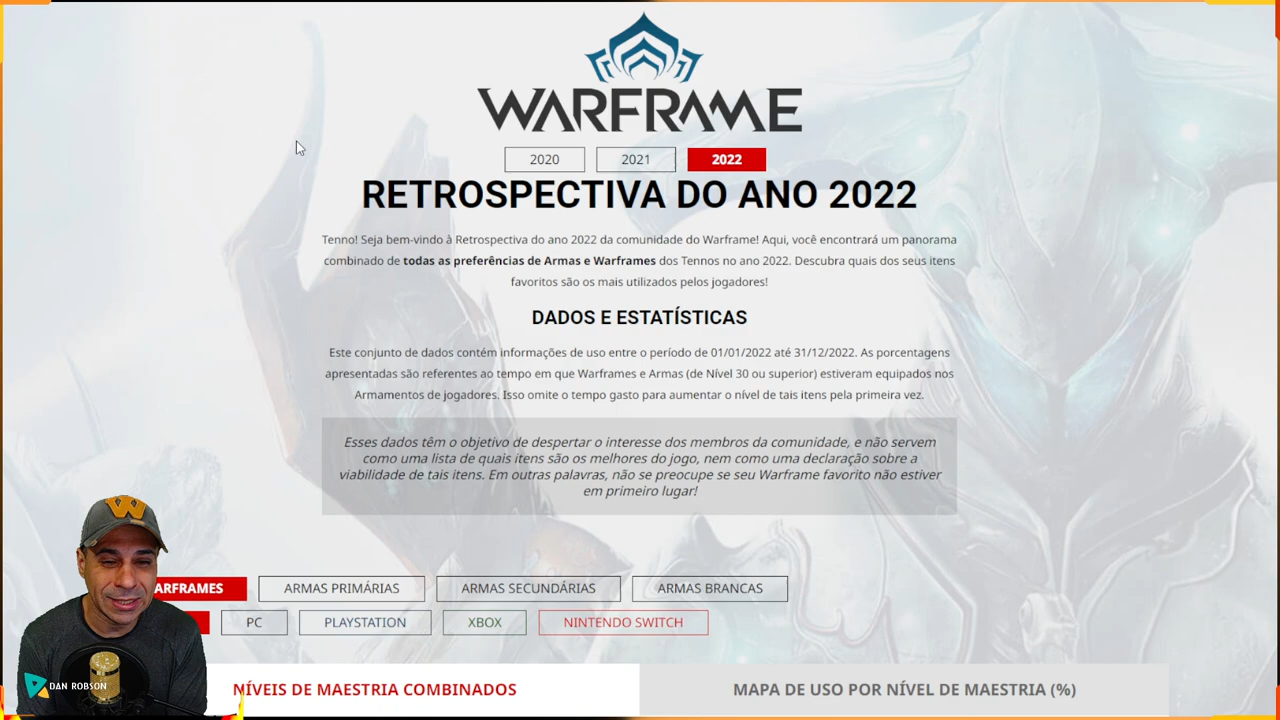 WARFRAME
2020 2021 2022
RETROSPECTIVA DO ANO 2022
Tenno! Seja bem-vindo à Retrospectiva do ano 2022 da comunidade do Warframe! Aqui, você encontrará um panorama
combinado de todas as preferências de Armas e Warframes dos Tennos no ano 2022. Descubra quais dos seus itens
favoritos são os mais utilizados pelos jogadores!
DADOS E ESTATÍSTICAS
Este conjunto de dados contém informações de uso entre o período de 01/01/2022 até 31/12/2022. As porcentagens
apresentadas são referentes ao tempo em que Warframes e Armas (de Nível 30 ou superior) estiveram equipados nos
Armamentos de jogadores. Isso omite o tempo gasto para aumentar o nível de tais itens pela primeira vez.
Esses dados têm o objetivo de despertar o interesse dos membros da comunidade, e não servem
como uma lista de quais itens são os melhores do jogo, nem como uma declaração sobre a
viabilidade de tais itens. Em outras palavras, não se preocupe se seu Warframe favorito não estiver
em primeiro lugar!
W
ARFRAMES ARMAS PRIMÁRIAS ARMAS SECUNDÁRIAS ARMAS BRANCAS
PC PLAYSTATION XBOX NINTENDO SWITCH
DAN ROBSON
NÍVEIS DE MAESTRIA COMBINADOS MAPA DE USO POR NÍVEL DE MAESTRIA (%)